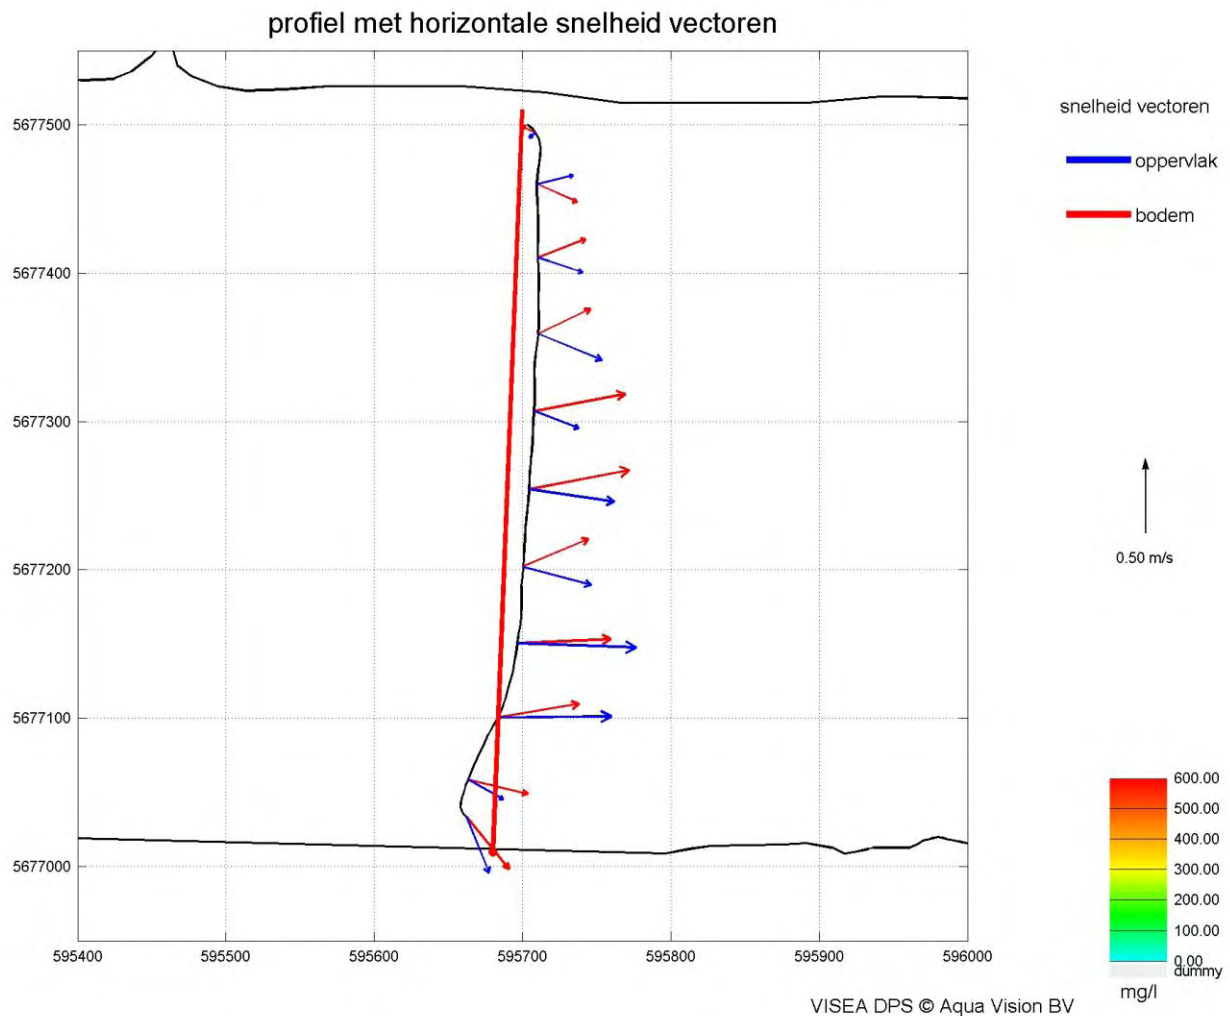 profiel met horizontale snelheid vectoren
snelheid vectoren
oppervlak
bodem
5677500
5677400
5677300
5677200
5677100
5677000
595400
595500
595600
595700
595800
595900
596000
0.50 m/s
600.00
500.00
400.00
300.00
200.00
100.00
0.00
dummy
mg/l
VISEA DPS © Aqua Vision BV